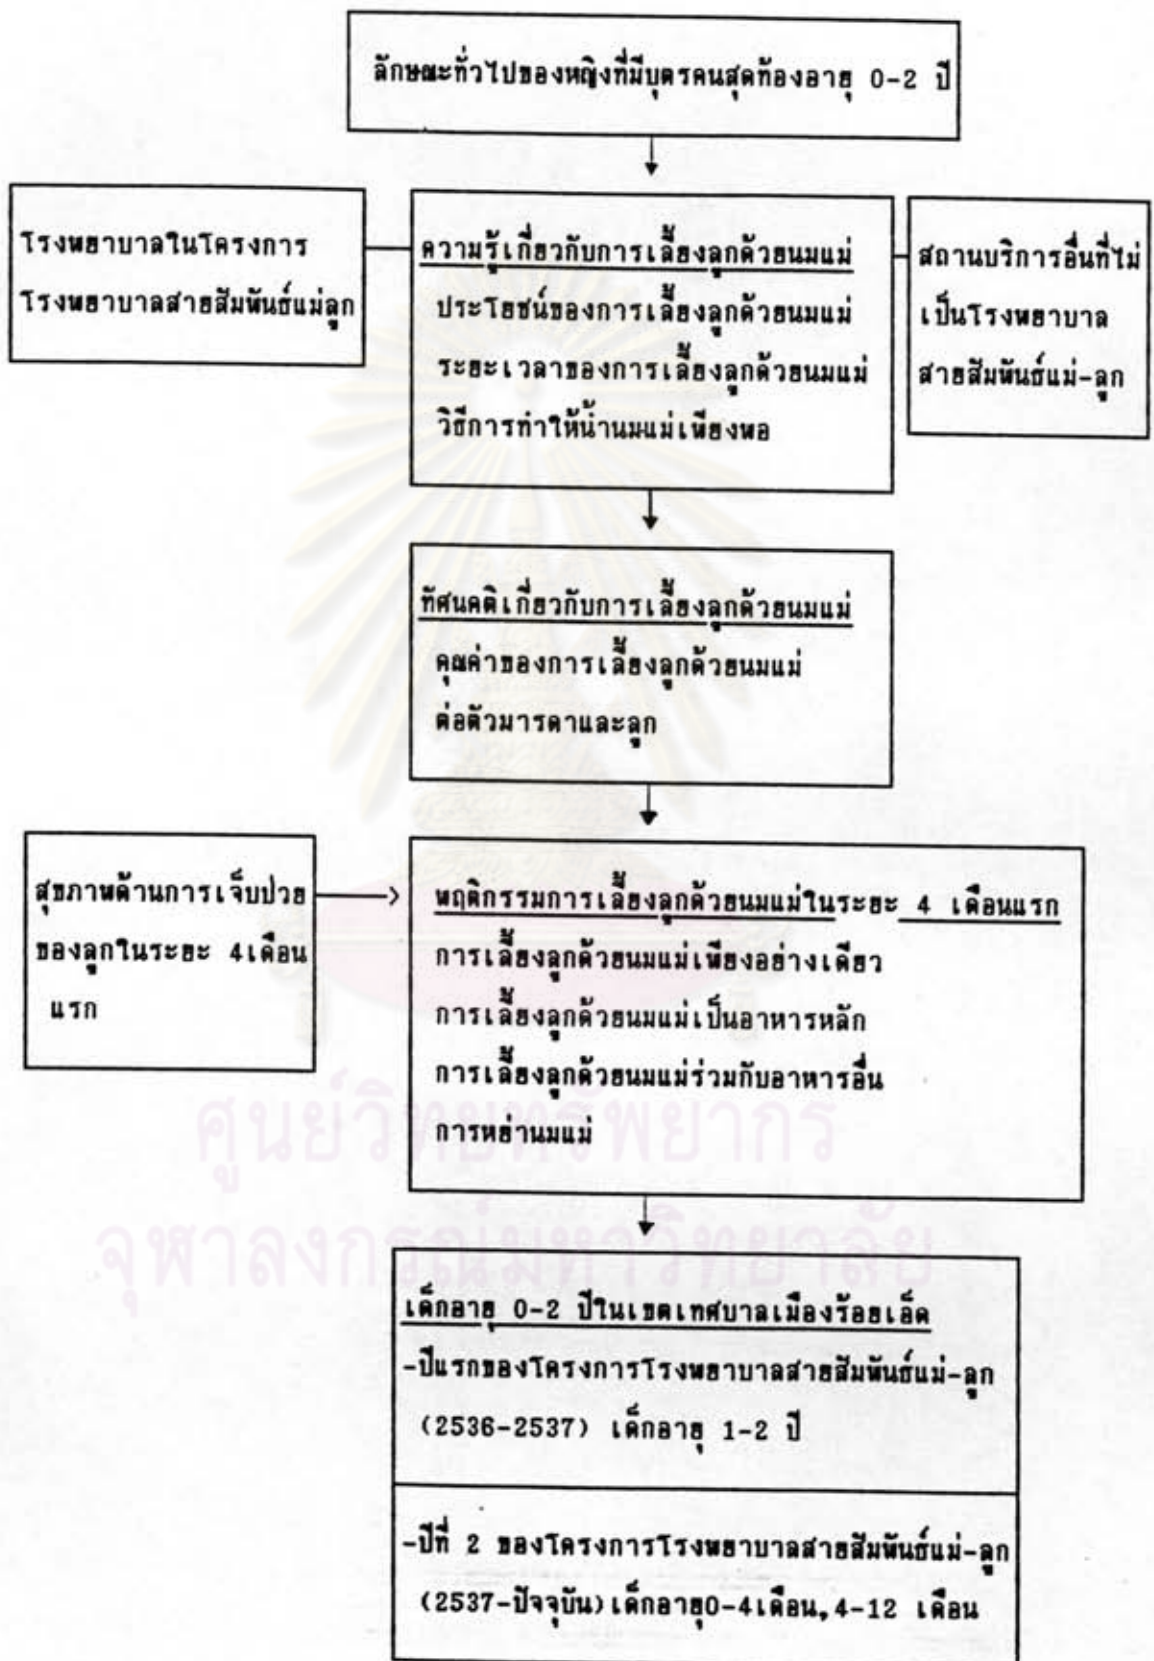 ลักษณะทั่วไปของหญิงที่มีบุตรคนสุดท้องอายุ 0-2 ปี
โรงพยาบาลในโครงการ
โรงพยาบาลสายสัมพันธ์แม่ลูก
ความรู้เกี่ยวกับการเลี้ยงลูกด้วยนมแม่
ประโยชน์ของการเลี้ยงลูกด้วยนมแม่
ระยะเวลาของการเลี้ยงลูกด้วยนมแม่
วิธีการทำให้น้ำนมแม่เพียงพอ
สถานบริการอื่นที่ไม่
เป็นโรงพยาบาล
สายสัมพันธ์แม่-ลูก
ทัศนคติเกี่ยวกับการเลี้ยงลูกด้วยนมแม่
คุณค่าของการเลี้ยงลูกด้วยนมแม่
ต่อตัวมารดาและลูก
สุขภาพด้านการเจ็บป่วย
ของลูกในระยะ 4เดือน
แรก
พฤติกรรมการเลี้ยงลูกด้วยนมแม่ในระยะ 4 เดือนแรก
การเลี้ยงลูกด้วยนมแม่เพียงอย่างเดียว
การเลี้ยงลูกด้วยนมแม่เป็นอาหารหลัก
การเลี้ยงลูกด้วยนมแม่ร่วมกับอาหารอื่น
การหย่านมแม่
ศูนย์วิทยทรัพยากร
จุฬาลงกรณ์มหาวิทยาลัย
เด็กอายุ 0-2 ปีในเขตเทศบาลเมืองร้อยเอ็ด
-ปีแรกของโครงการโรงพยาบาลสายสัมพันธ์แม่-ลูก
(2536-2537) เด็กอายุ 1-2 ปี
-ปีที่ 2 ของโครงการโรงพยาบาลสายสัมพันธ์แม่-ลูก
(2537-ปัจจุบัน)เด็กอายุ0-4เดือน,4-12 เดือน